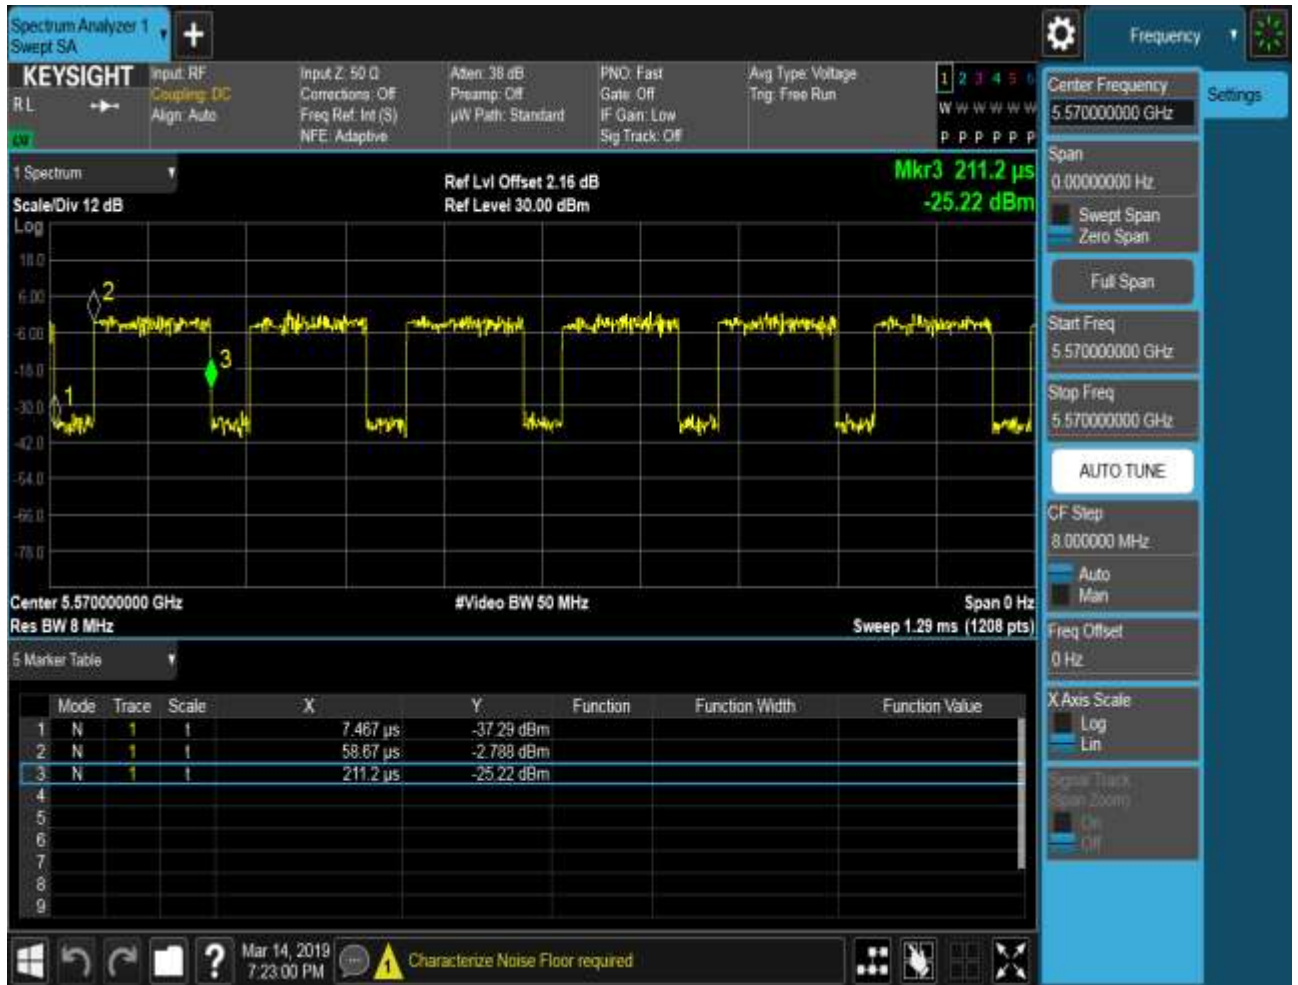 Spectrum Analyzer 1
Swept SA
Frequency
KEYSIGHT
RL
Input: RF
Coupling: DC
Align: Auto
Input Z: 50 Ω
Corrections: Off
Freq Ref: Int (S)
NFE: Adaptive
Atten: 38 dB
Preamp: Off
µW Path: Standard
PNO: Fast
Gate: Off
IF Gain: Low
Sig Track: Off
Avg Type: Voltage
Trig: Free Run
1 2 3 4 5 6
W W W W W W
P P P P P P
1 Spectrum
Scale/Div 12 dB
Ref Lvl Offset 2.16 dB
Ref Level 30.00 dBm
Mkr3 211.2 µs
-25.22 dBm
Log
18.0
6.00
-6.00
-18.0
-30.0
-42.0
-54.0
-66.0
-78.0
1
2
3
Center 5.570000000 GHz
Res BW 8 MHz
#Video BW 50 MHz
Span 0 Hz
Sweep 1.29 ms (1208 pts)
5 Marker Table
Mode Trace Scale X Y Function Function Width Function Value
1 N 1 t 7.467 µs -37.29 dBm
2 N 1 t 58.67 µs -2.788 dBm
3 N 1 t 211.2 µs -25.22 dBm
4
5
6
7
8
9
Mar 14, 2019
7:23:00 PM
?
1
Characterize Noise Floor required
Settings
Center Frequency
5.570000000 GHz
Span
0.00000000 Hz
Swept Span
Zero Span
Full Span
Start Freq
5.570000000 GHz
Stop Freq
5.570000000 GHz
AUTO TUNE
CF Step
8.000000 MHz
Auto
Man
Freq Offset
0 Hz
X Axis Scale
Log
Lin
Signal Track
(Span Zoom)
On
Off